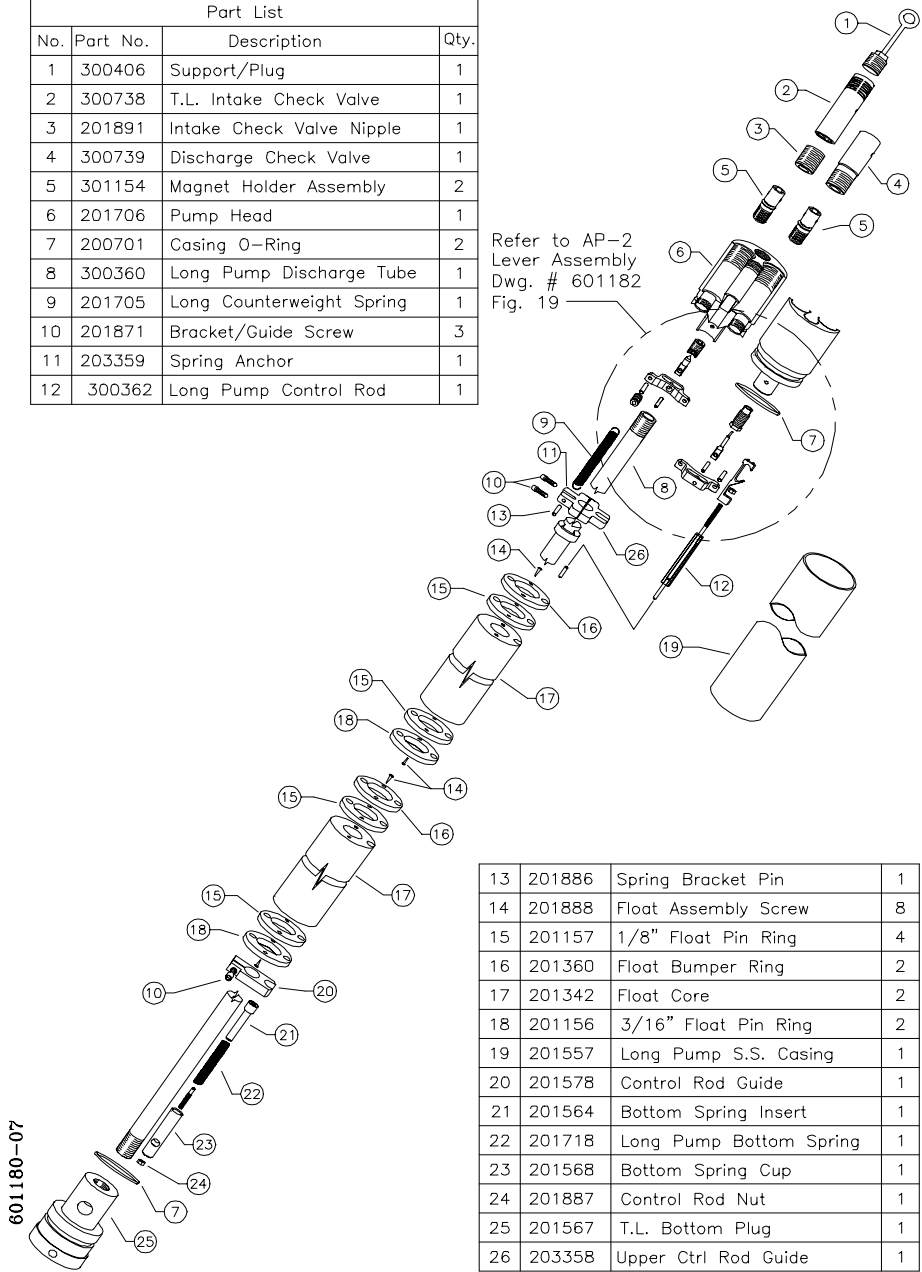 Part List
No. Part No. Description Qty.
1 300406 Support/Plug 1
2 300738 T.L. Intake Check Valve 1
3 201891 Intake Check Valve Nipple 1
4 300739 Discharge Check Valve 1
5 301154 Magnet Holder Assembly 2
6 201706 Pump Head 1
7 200701 Casing O-Ring 2
8 300360 Long Pump Discharge Tube 1
9 201705 Long Counterweight Spring 1
10 201871 Bracket/Guide Screw 3
11 203359 Spring Anchor 1
12 300362 Long Pump Control Rod 1
1
2
3
4
5
5
Refer to AP-2
Lever Assembly
Dwg. # 601182
Fig. 19
6
7
9
11
10
8
13
26
14
12
15
16
19
17
15
18
14
15
16
17
15
18
10
20
21
22
23
24
7
25
601180-07
13 201886 Spring Bracket Pin 1
14 201888 Float Assembly Screw 8
15 201157 1/8" Float Pin Ring 4
16 201360 Float Bumper Ring 2
17 201342 Float Core 2
18 201156 3/16" Float Pin Ring 2
19 201557 Long Pump S.S. Casing 1
20 201578 Control Rod Guide 1
21 201564 Bottom Spring Insert 1
22 201718 Long Pump Bottom Spring 1
23 201568 Bottom Spring Cup 1
24 201887 Control Rod Nut 1
25 201567 T.L. Bottom Plug 1
26 203358 Upper Ctrl Rod Guide 1